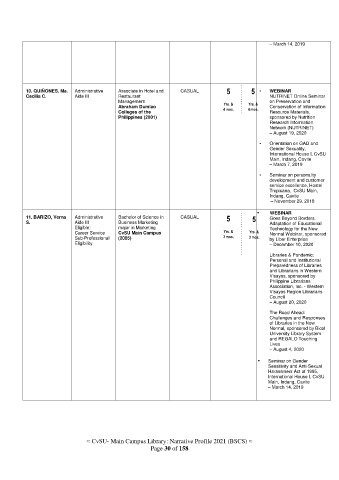 – March 14, 2019
10. QUIÑONES, Ma.
Cecilia C.
Administrative
Aide III
Associate in Hotel and
Restaurant
Management
Abraham Dumlao
Colleges of the
Philippines (2001)
CASUAL
5
Yrs. &
4 mos.
5
Yrs. &
6 mos.
• WEBINAR
NUTRINET Online Seminar
on Preservation and
Conservation of Information
Resource Materials,
sponsored by Nutrition
Research Information
Network (NUTRINET)
– August 19, 2020
• Orientation on GAD and
Gender Sexuality,
International House I, CvSU
Main, Indang, Cavite
– March 7, 2019
• Seminar on personality
development and customer
service excellence, Hostel
Tropicana, CvSU Main,
Indang, Cavite
– November 29, 2018
11. BARIZO, Verna
S.
Administrative
Aide III
Eligible:
Career Service
Sub-Professional
Eligibility
Bachelor of Science in
Business Marketing
major in Marketing
CvSU Main Campus
CASUAL
5
Yrs. &
3 mos.
5
Yrs. &
3 mos.
• WEBINAR
Goes Beyond Borders:
Adaptation of Educational
Technology for the New
Normal Webinar, sponsored
by Liber Enterprise
– December 10, 2020
Libraries & Pandemic:
Personal and Institutional
Preparedness of Libraries
and Librarians in Western
Visayas, sponsored by
Philippine Librarians
Association, Inc. - Western
Visayas Region Librarians
Council
– August 20, 2020
The Road Ahead:
Challenges and Responses
of Libraries in the New
Normal, sponsored by Bicol
University Library System
and REGALO Touching
Lives
– August 4, 2020
• Seminar on Gender
Sensitivity and Anti-Sexual
Harassment Act of 1995,
International House I, CvSU
Main, Indang, Cavite
– March 14, 2019
= CvSU- Main Campus Library: Narrative Profile 2021 (BSCS) =
Page 30 of 158